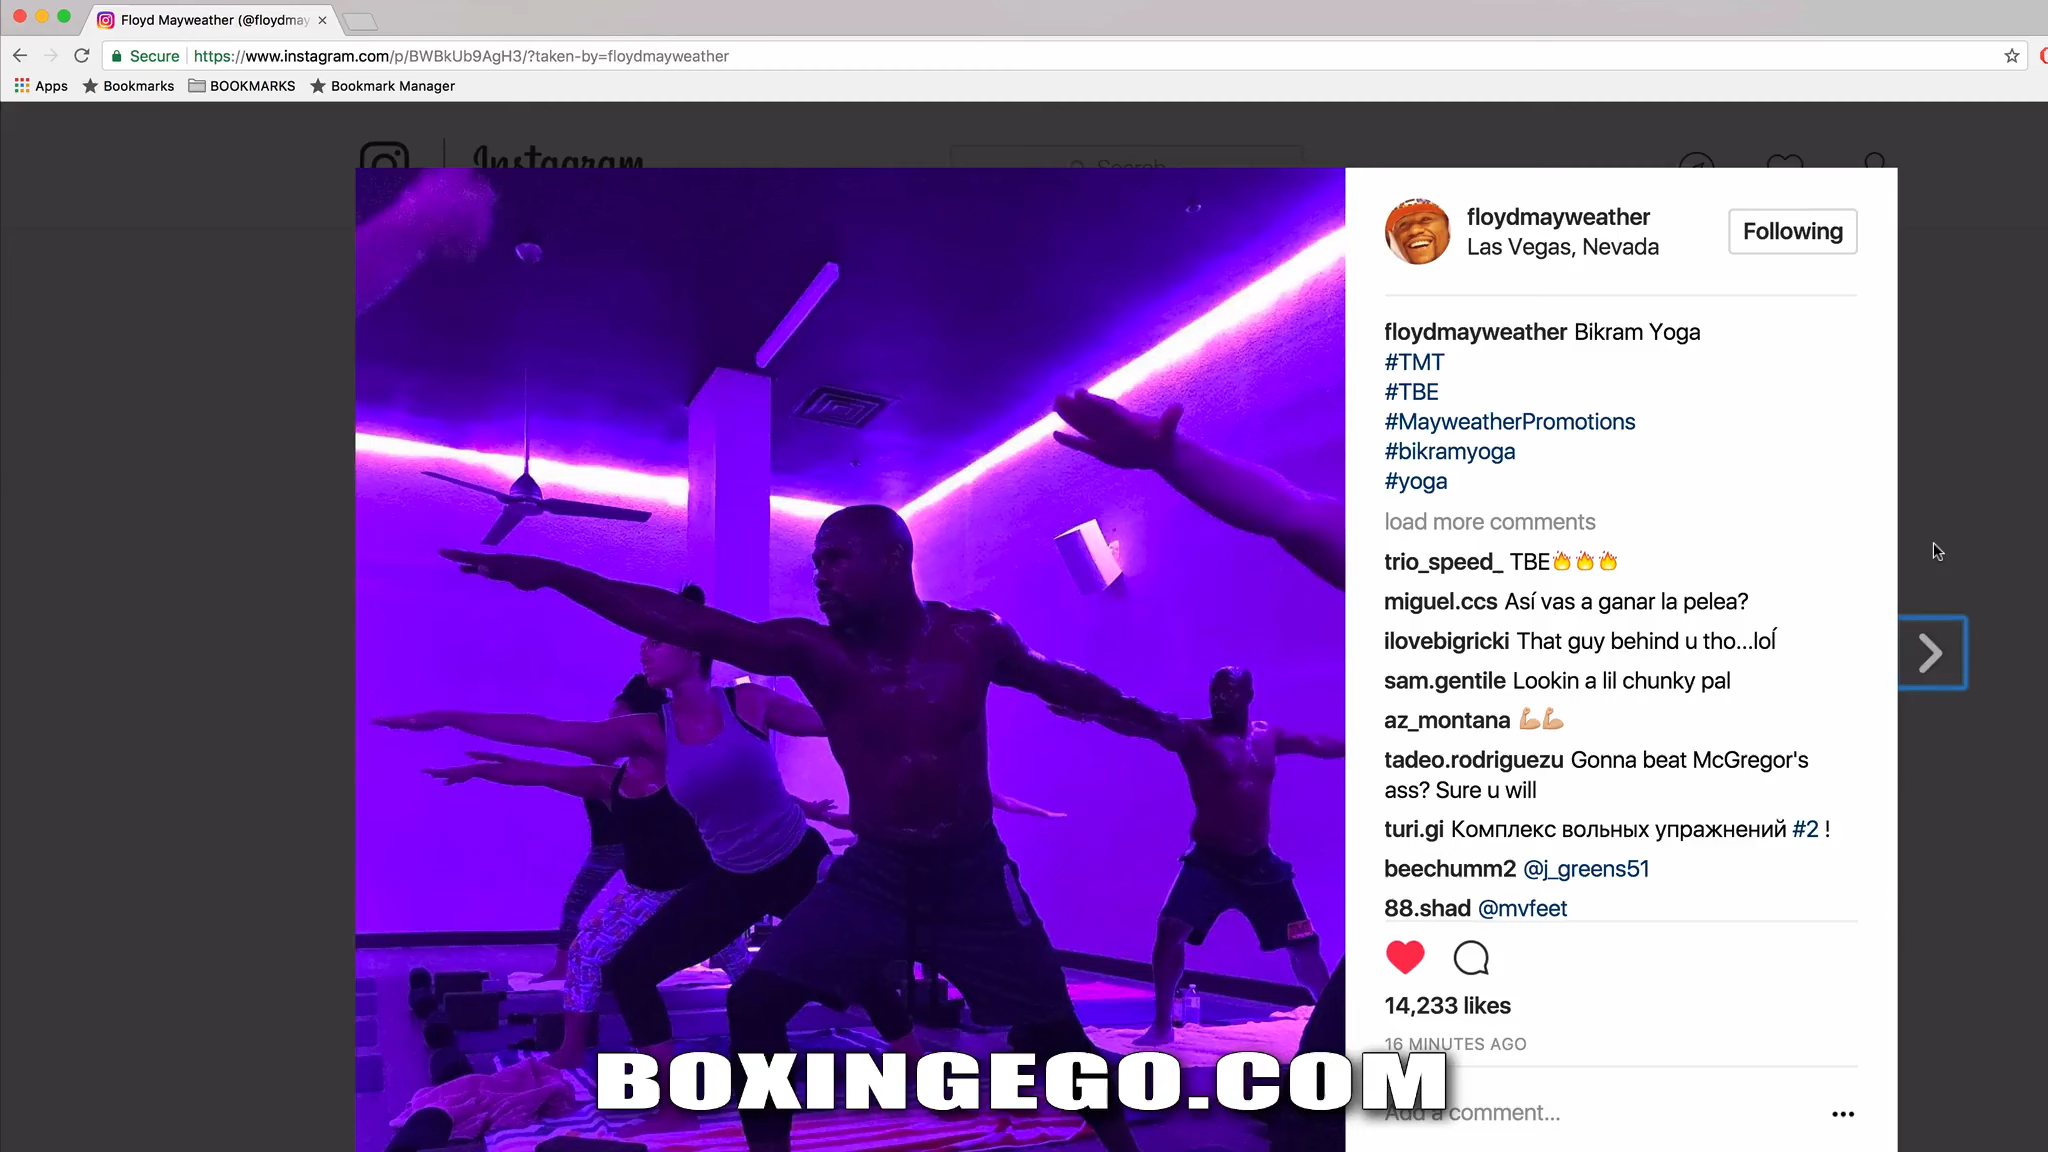 Floyd Mayweather (@floydmay
Secure
https://www.instagram.com/p/BWBkUb9AgH3/?taken-by=floydmayweather
Apps
Bookmarks
BOOKMARKS
Bookmark Manager
Instagram
Search
floydmayweather
Las Vegas, Nevada
Following
floydmayweather Bikram Yoga
#TMT
#TBE
#MayweatherPromotions
#bikramyoga
#yoga
load more comments
trio_speed_ TBE🔥🔥🔥
miguel.ccs Así vas a ganar la pelea?
ilovebigricki That guy behind u tho...loĺ
sam.gentile Lookin a lil chunky pal
az_montana 💪🏼💪🏼
tadeo.rodriguezu Gonna beat McGregor's
ass? Sure u will
turi.gi Комплекс вольных упражнений #2 !
beechumm2 @j_greens51
88.shad @mvfeet
14,233 likes
16 MINUTES AGO
BOXINGEGO.COM
Add a comment...